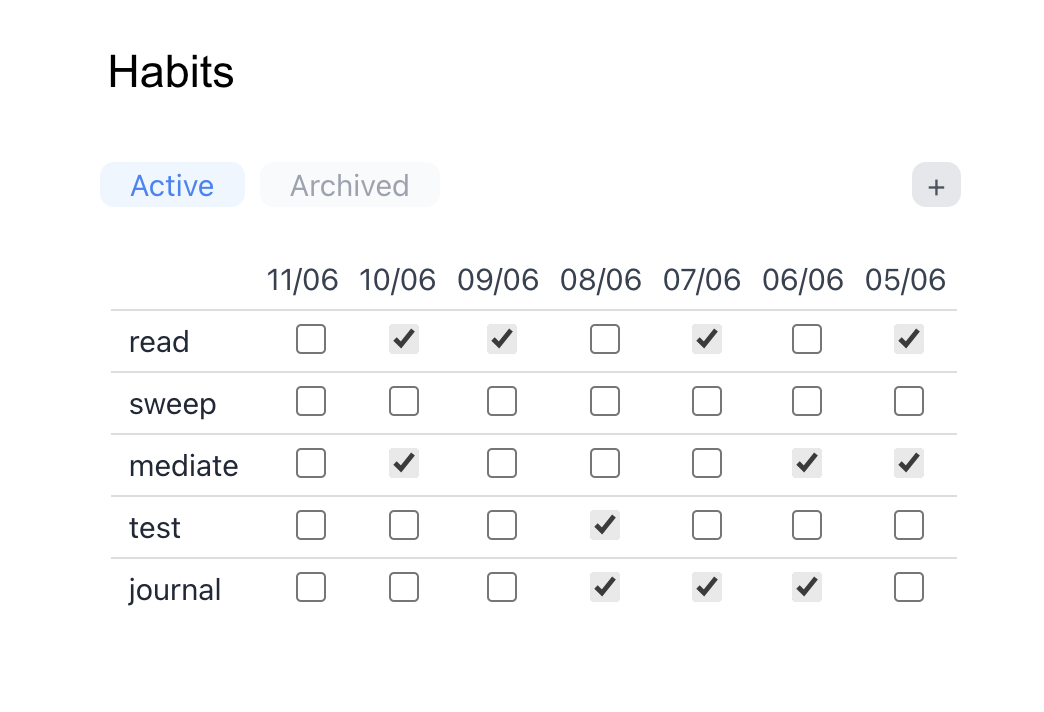 Habits
Active Archived +
11/06 10/06 09/06 08/06 07/06 06/06 05/06
read
sweep
mediate
test
journal